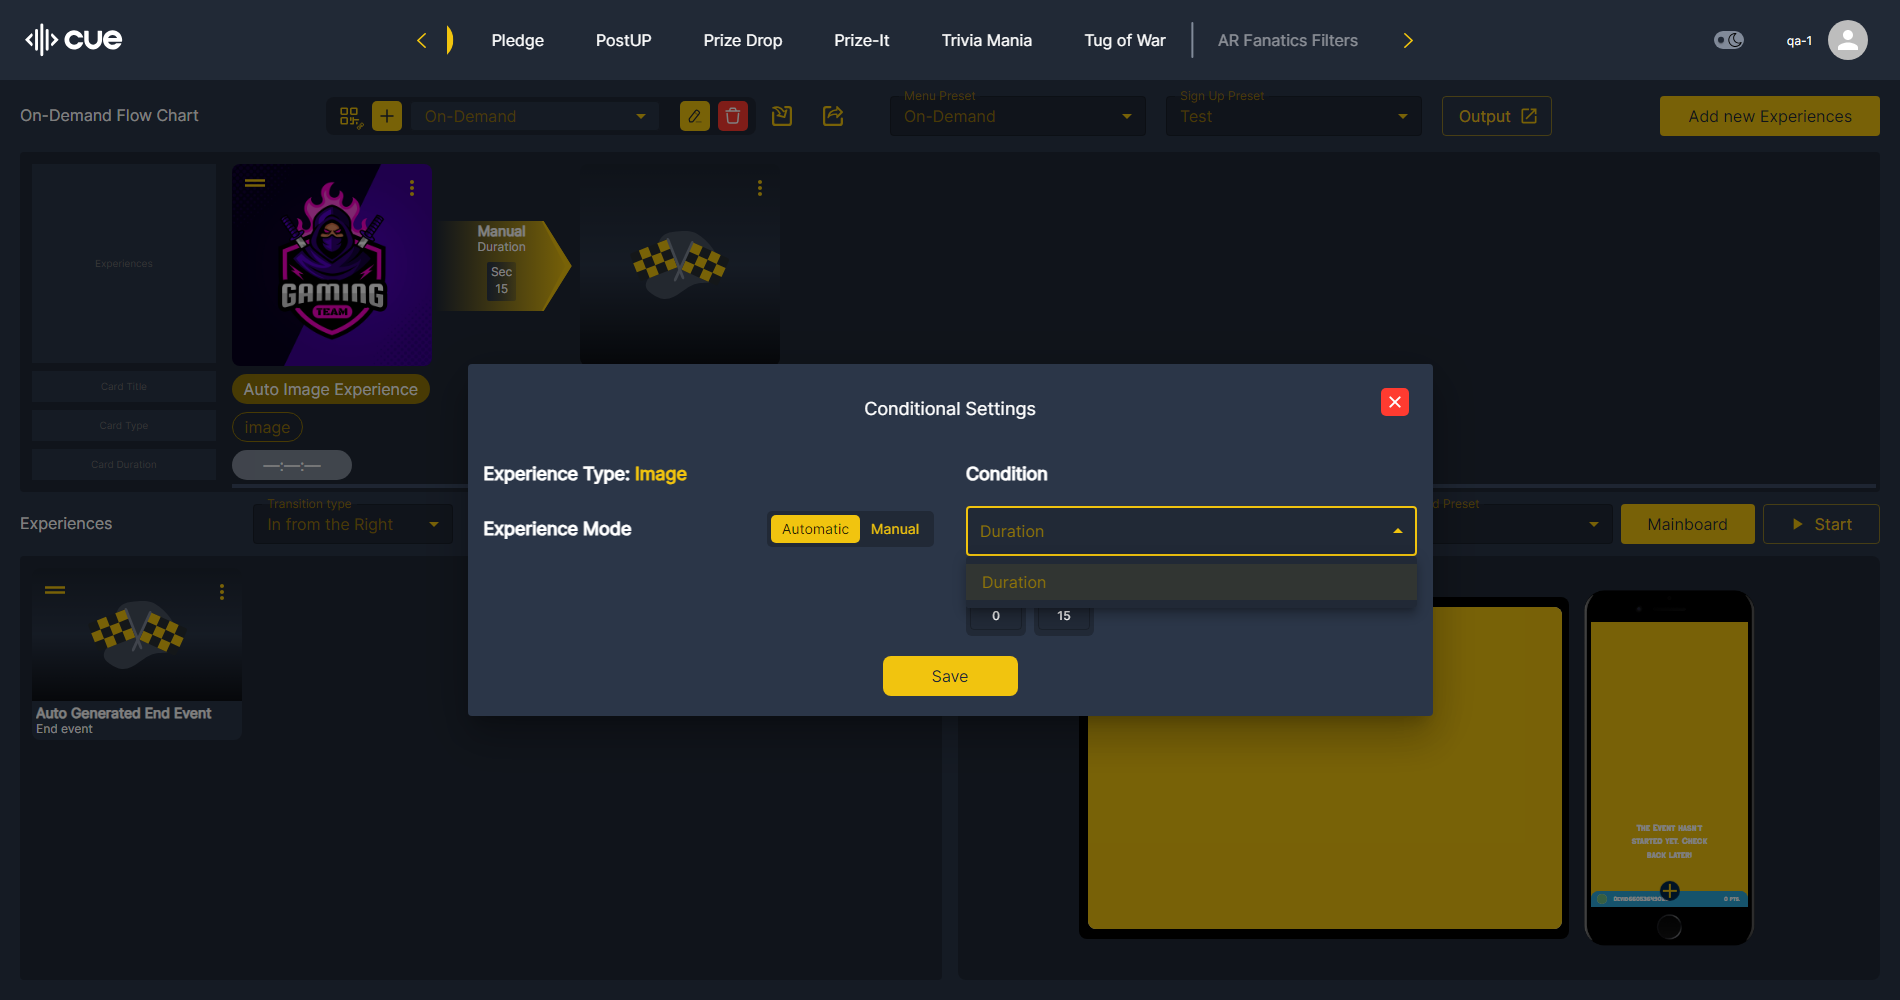 cue
Pledge
PostUP
Prize Drop
Prize-It
Trivia Mania
Tug of War
AR Fanatics Filters
qa-1
On-Demand Flow Chart
On-Demand
Menu Preset
On-Demand
Sign Up Preset
Test
Output
Add new Experiences
Experiences
GAMING
TEAM
Manual
Duration
Sec
15
Card Title
Auto Image Experience
Card Type
image
Card Duration
—:—:—
Conditional Settings
Experience Type: Image
Condition
Experience Mode
Automatic
Manual
Duration
Duration
0
15
Save
Experiences
Transition type
In from the Right
d Preset
Mainboard
Start
Auto Generated End Event
End event
The Event hasn't
started yet. Check
back later!
0 pts.